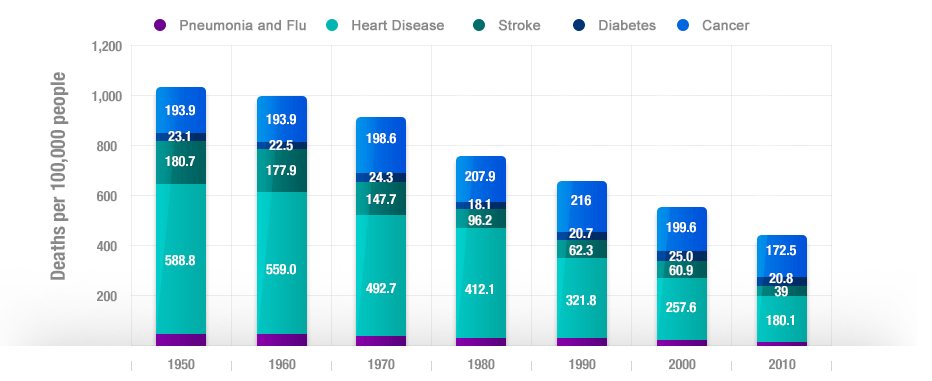 Pneumonia and Flu Heart Disease Stroke Diabetes Cancer
Deaths per 100,000 people
1,200
1,000
800
600
400
200
193.9 193.9 198.6 207.9 216 199.6 172.5
23.1 22.5 24.3 18.1 20.7 25.0 20.8
180.7 177.9 147.7 96.2 62.3 60.9 39
588.8 559.0 492.7 412.1 321.8 257.6 180.1
1950 1960 1970 1980 1990 2000 2010